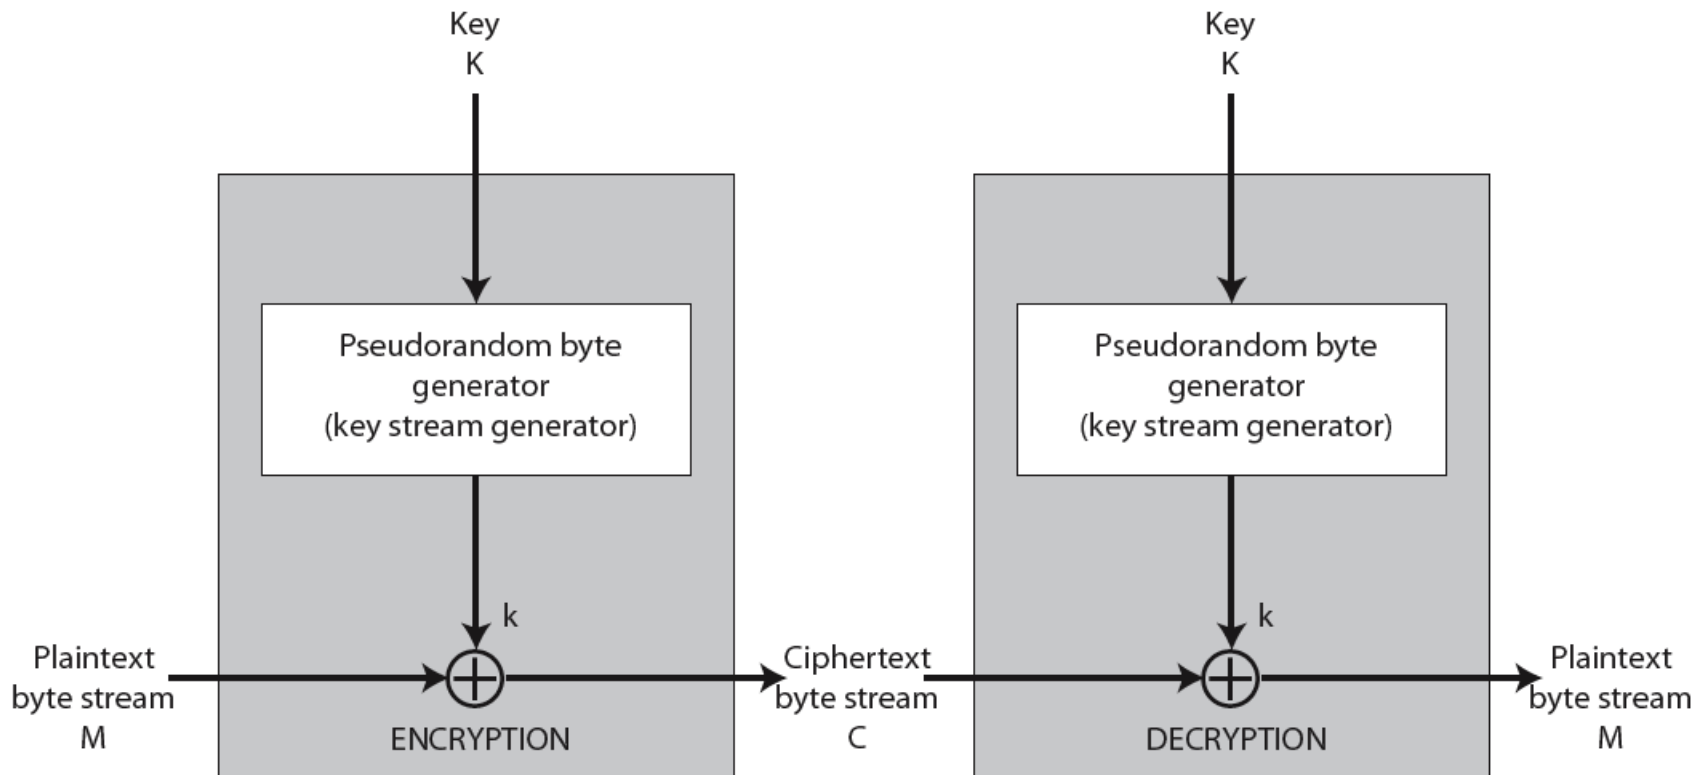 Key
K
Key
K
Pseudorandom byte
generator
(key stream generator)
Pseudorandom byte
generator
(key stream generator)
k
k
Plaintext
byte stream
M
ENCRYPTION
Ciphertext
byte stream
C
DECRYPTION
Plaintext
byte stream
M